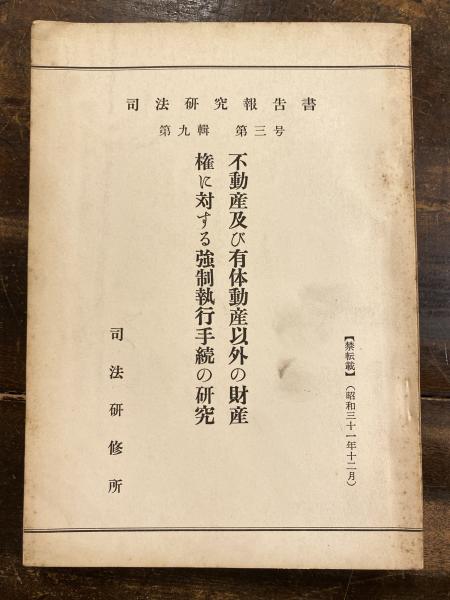 司法研究報告書
第九輯 第三号
【禁転載】(昭和三十一年十二月)
不動産及び有体動産以外の財産
権に対する強制執行手続の研究
司法研修所